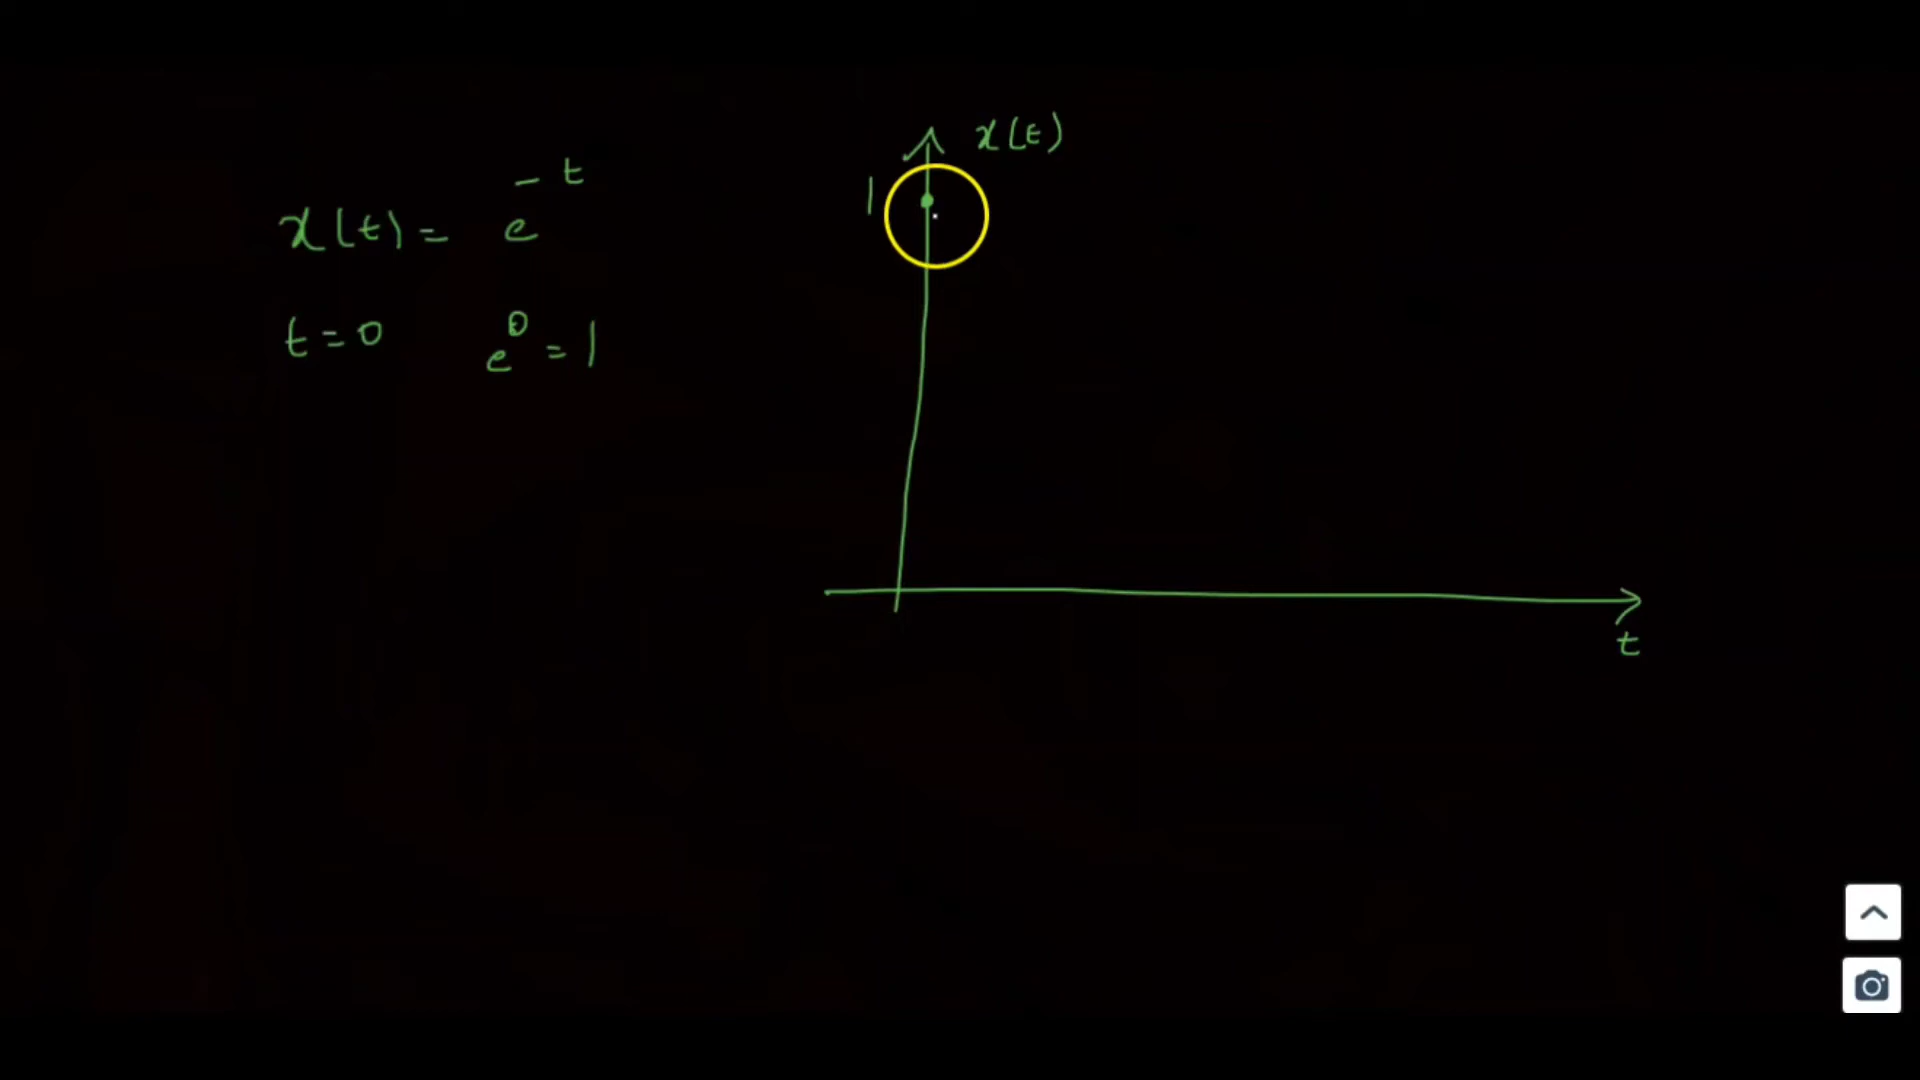 x(t) = e^{-t}
t = 0 e^0 = 1
x(t)
1
t